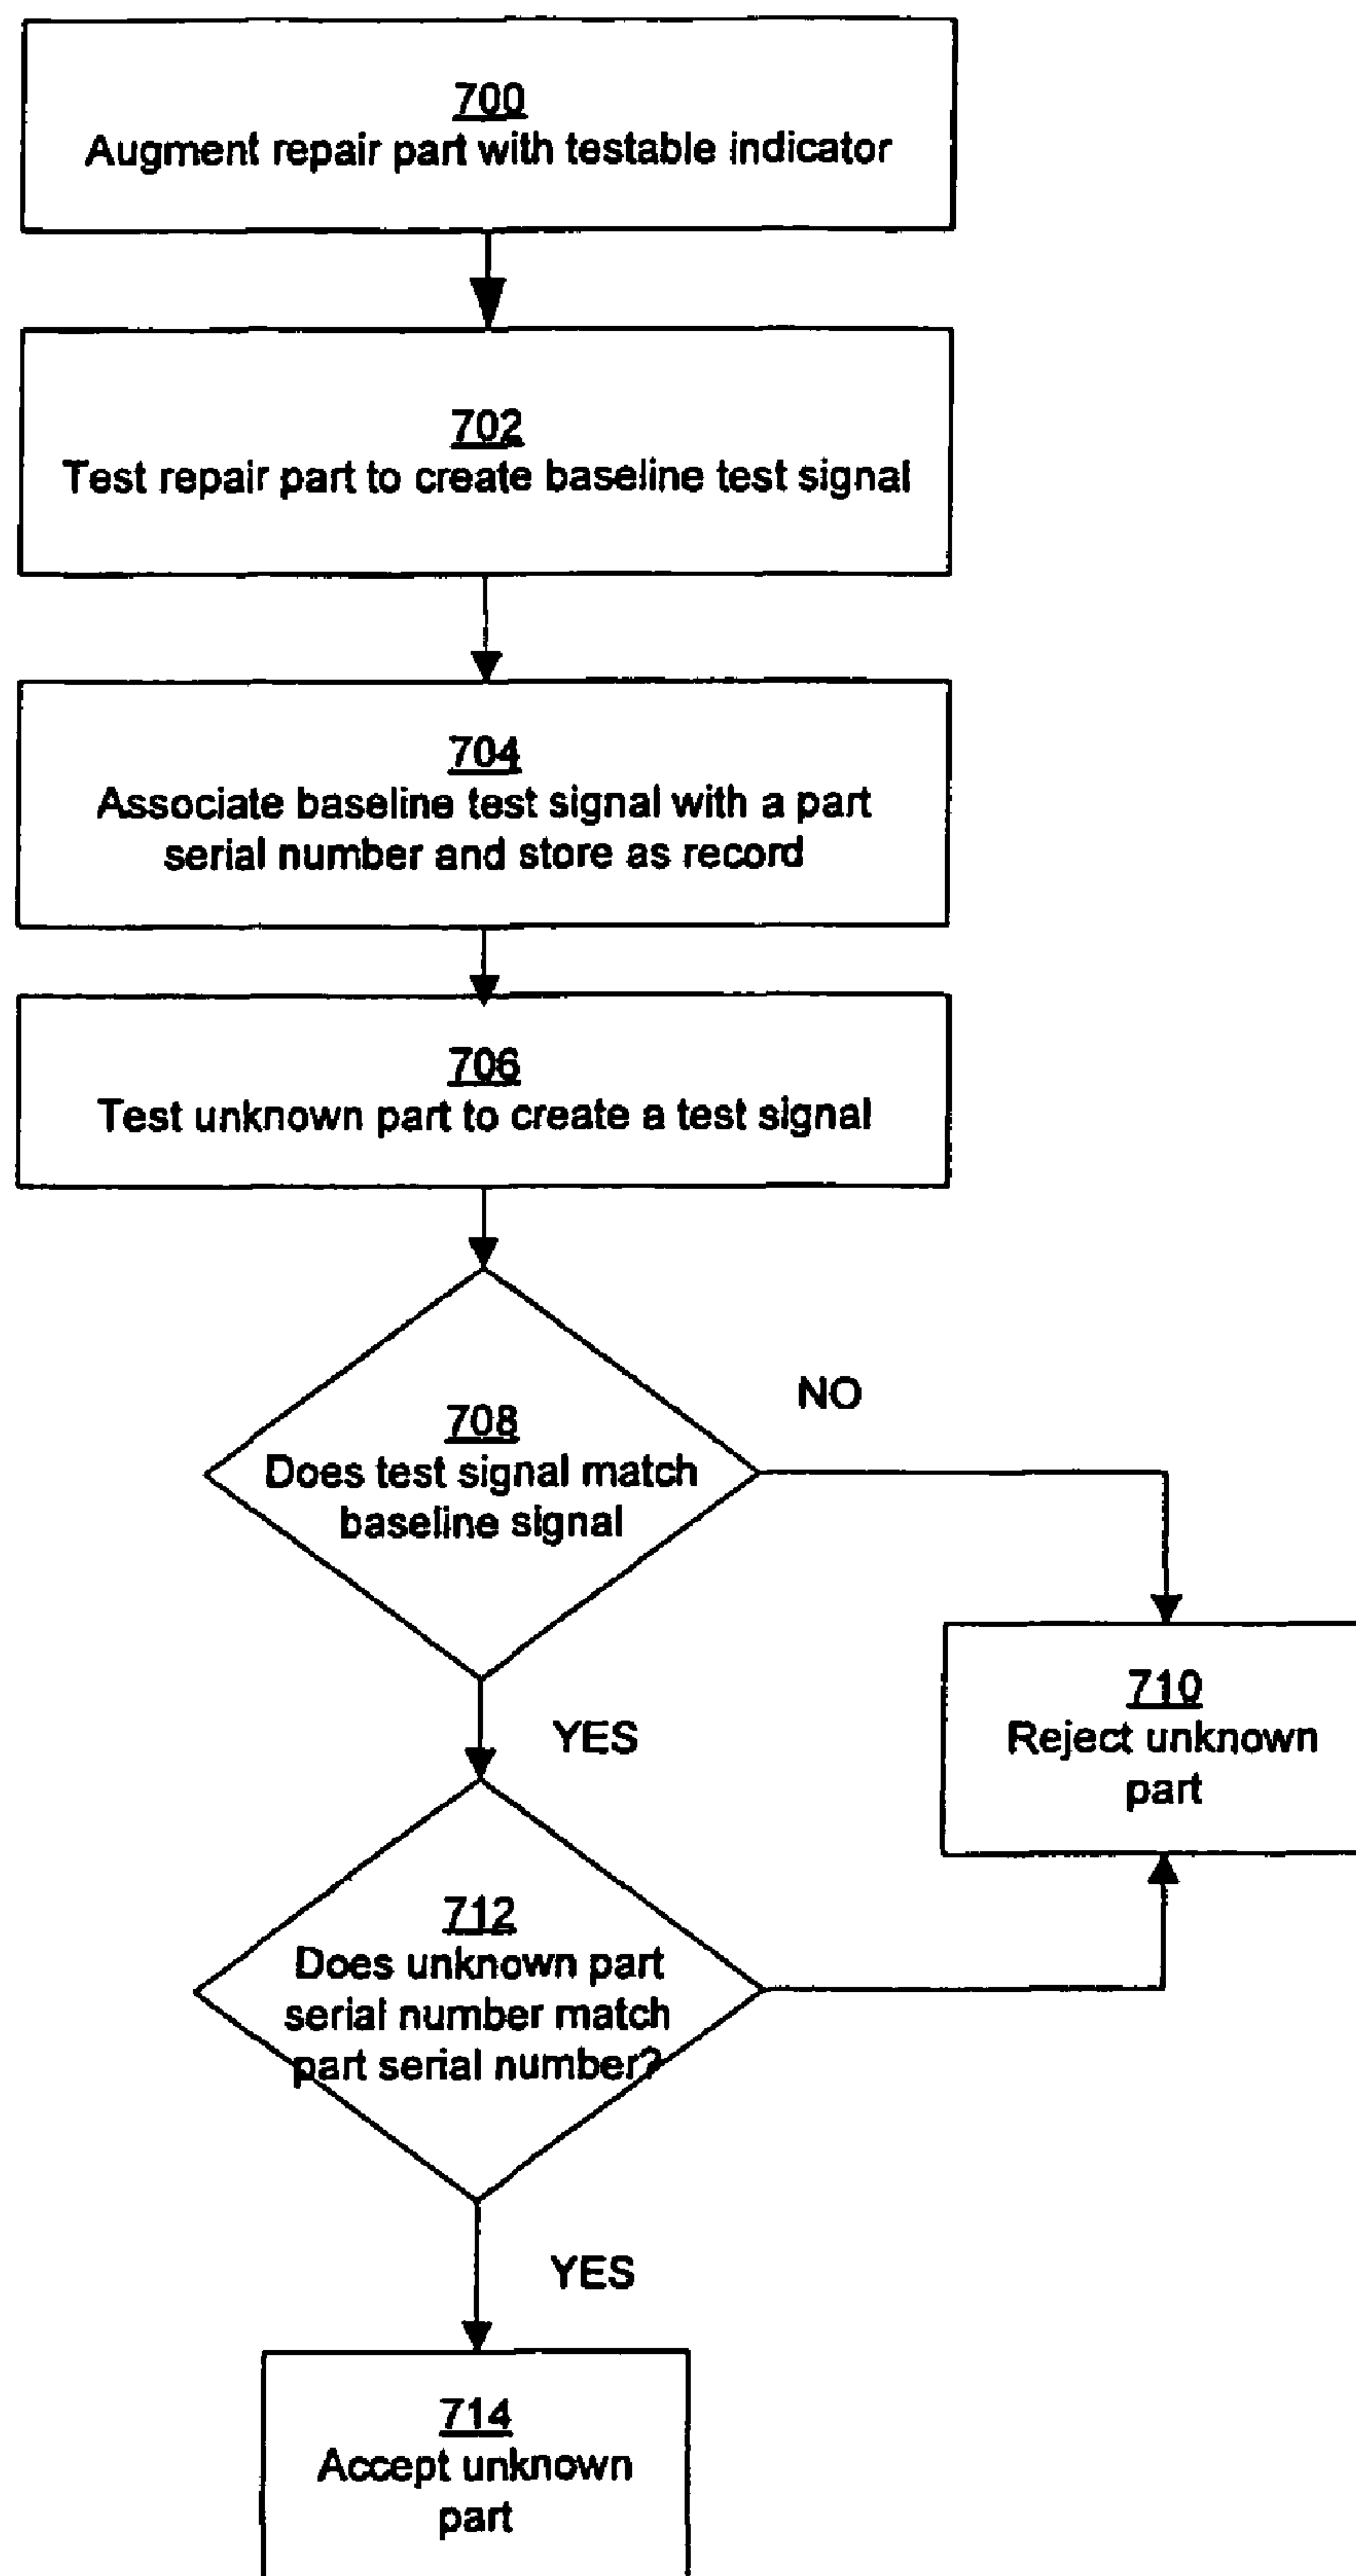 700
Augment repair part with testable indicator
702
Test repair part to create baseline test signal
704
Associate baseline test signal with a part
serial number and store as record
706
Test unknown part to create a test signal
708
Does test signal match
baseline signal
NO
YES
710
Reject unknown
part
712
Does unknown part
serial number match
part serial number?
YES
714
Accept unknown
part